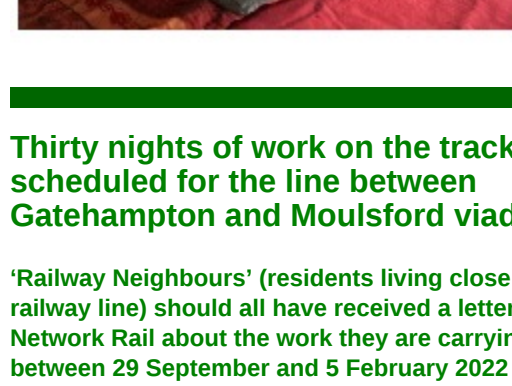 Thirty nights of work on the track
scheduled for the line between
Gatehampton and Moulsford viad
‘Railway Neighbours’ (residents living close
railway line) should all have received a letter
Network Rail about the work they are carryin
between 29 September and 5 February 2022